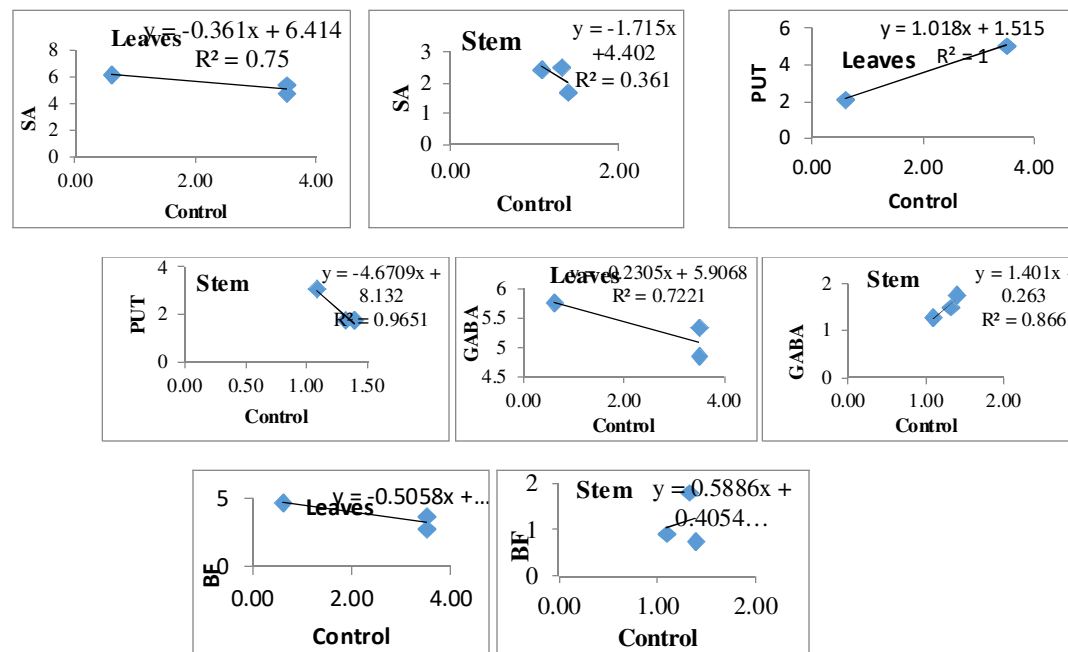 y = -0.361x + 6.414
Leaves
R² = 0.75
8
6
4
2
0
SA
0.00 2.00 4.00
Control
Stem
y = -1.715x
+4.402
R² = 0.361
3
2
1
0
SA
0.00 2.00
Control
y = 1.018x + 1.515
R² = 1
Leaves
6
4
2
0
PUT
0.00 2.00 4.00
Control
Stem
y = -4.6709x +
8.132
R² = 0.9651
4
2
0
PUT
0.00 0.50 1.00 1.50
Control
Leaves
y = -0.2305x + 5.9068
R² = 0.7221
6
5.5
5
4.5
GABA
0.00 2.00 4.00
Control
Stem
y = 1.401x -
0.263
R² = 0.866
2
1
0
GABA
0.00 1.00 2.00
Control
Leaves
y = -0.5058x +...
5
0
BF
0.00 2.00 4.00
Control
Stem
y = 0.5886x +
0.4054...
2
1
0
BF
0.00 1.00 2.00
Control